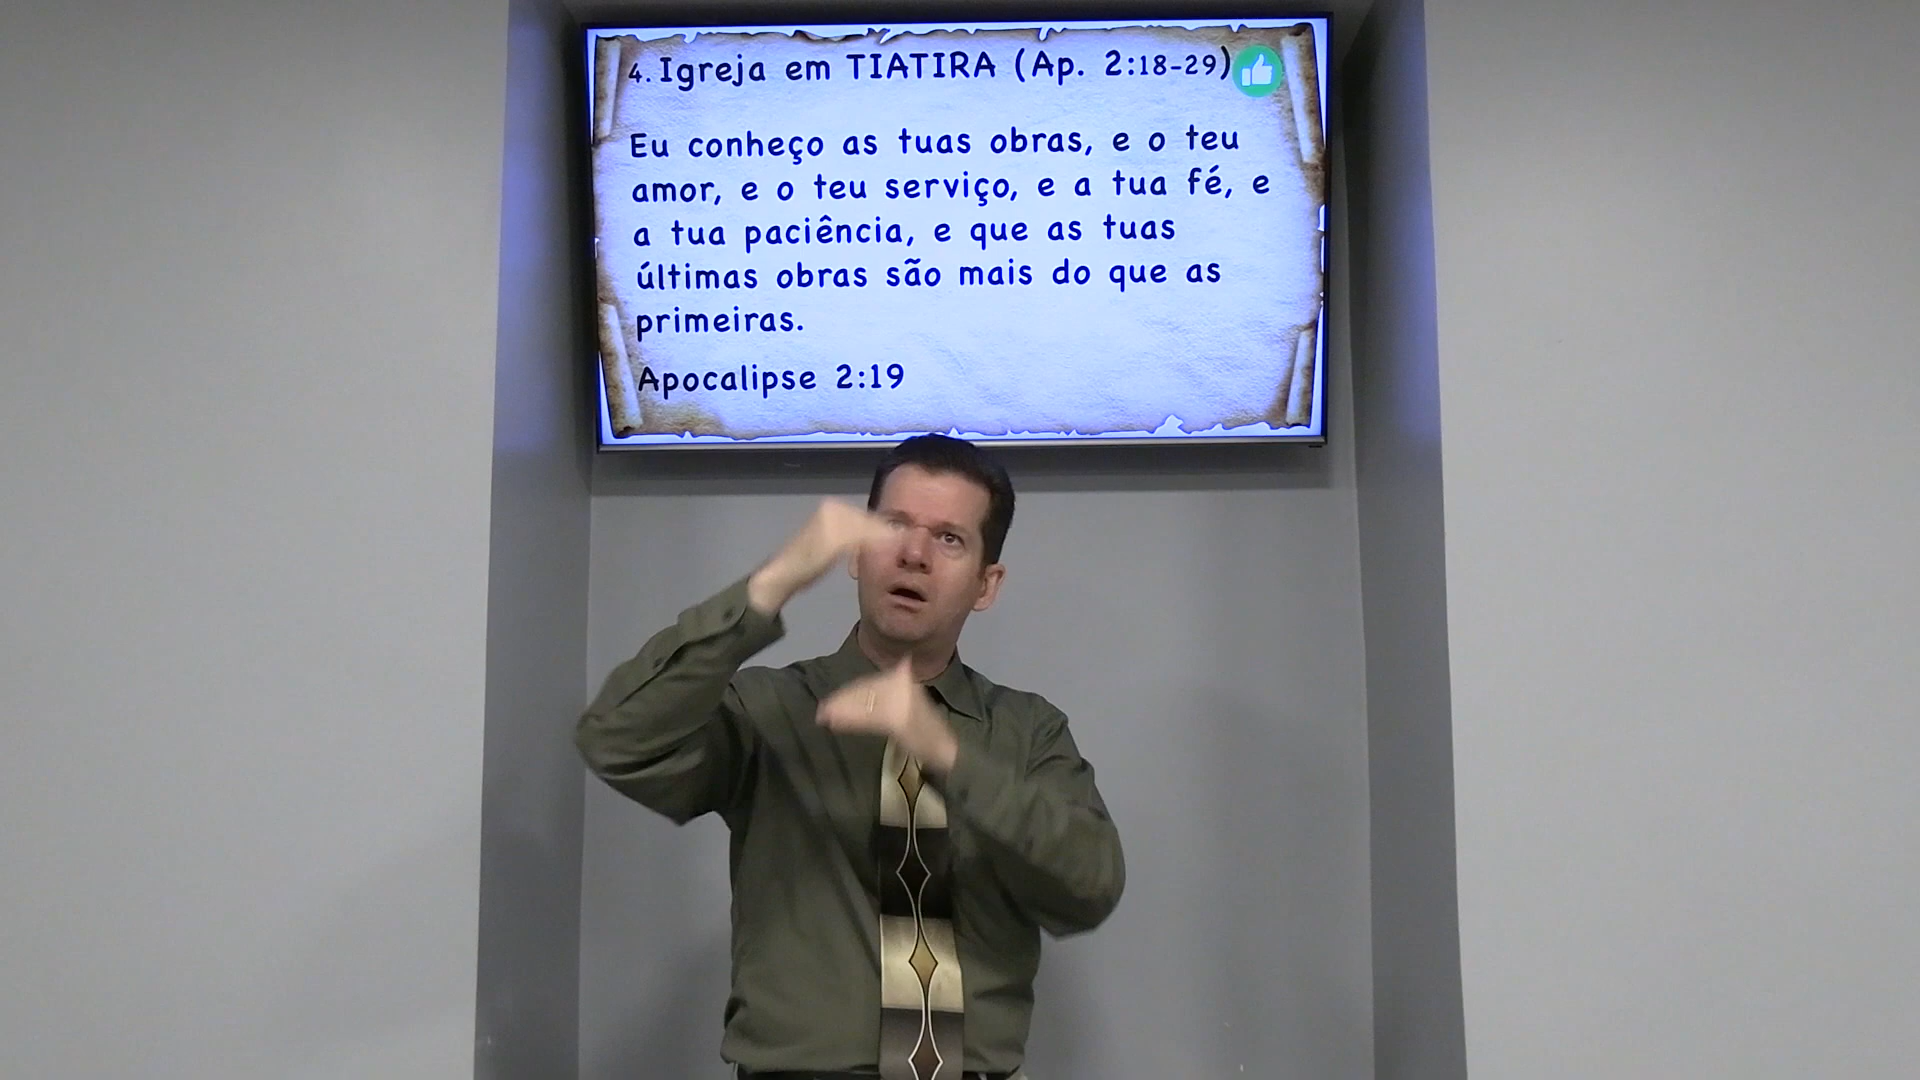 4. Igreja em TIATIRA (Ap. 2:18-29)
Eu conheço as tuas obras, e o teu
amor, e o teu serviço, e a tua fé, e
a tua paciência, e que as tuas
últimas obras são mais do que as
primeiras.
Apocalipse 2:19